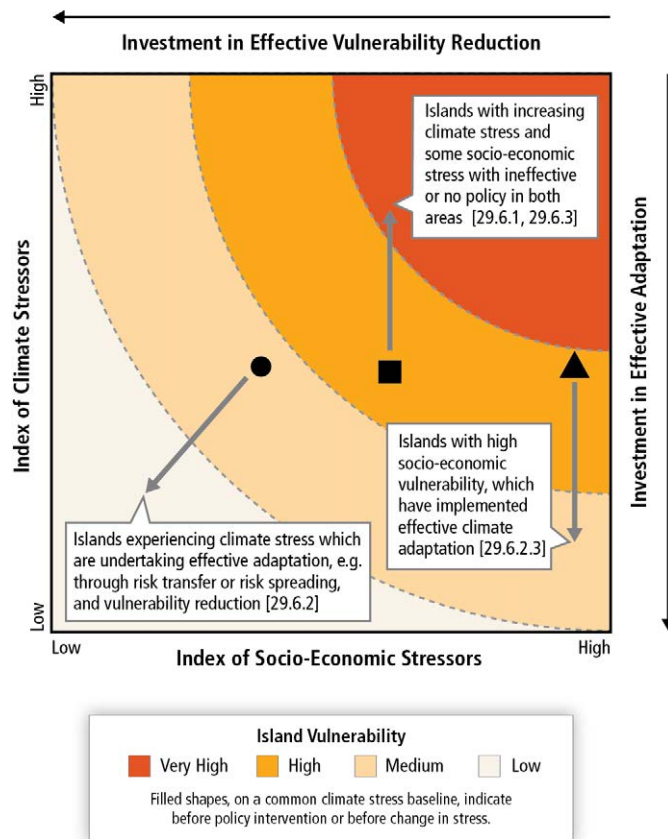 Investment in Effective Vulnerability Reduction
High
Islands with increasing
climate stress and
some socio-economic
stress with ineffective
or no policy in both
areas [29.6.1, 29.6.3]
Index of Climate Stressors
Investment in Effective Adaptation
Islands with high
socio-economic
vulnerability, which
have implemented
effective climate
adaptation [29.6.2.3]
Islands experiencing climate stress which
are undertaking effective adaptation, e.g.
through risk transfer or risk spreading,
and vulnerability reduction [29.6.2]
Low
Low
High
Index of Socio-Economic Stressors
Island Vulnerability
Very High
High
Medium
Low
Filled shapes, on a common climate stress baseline, indicate
before policy intervention or before change in stress.